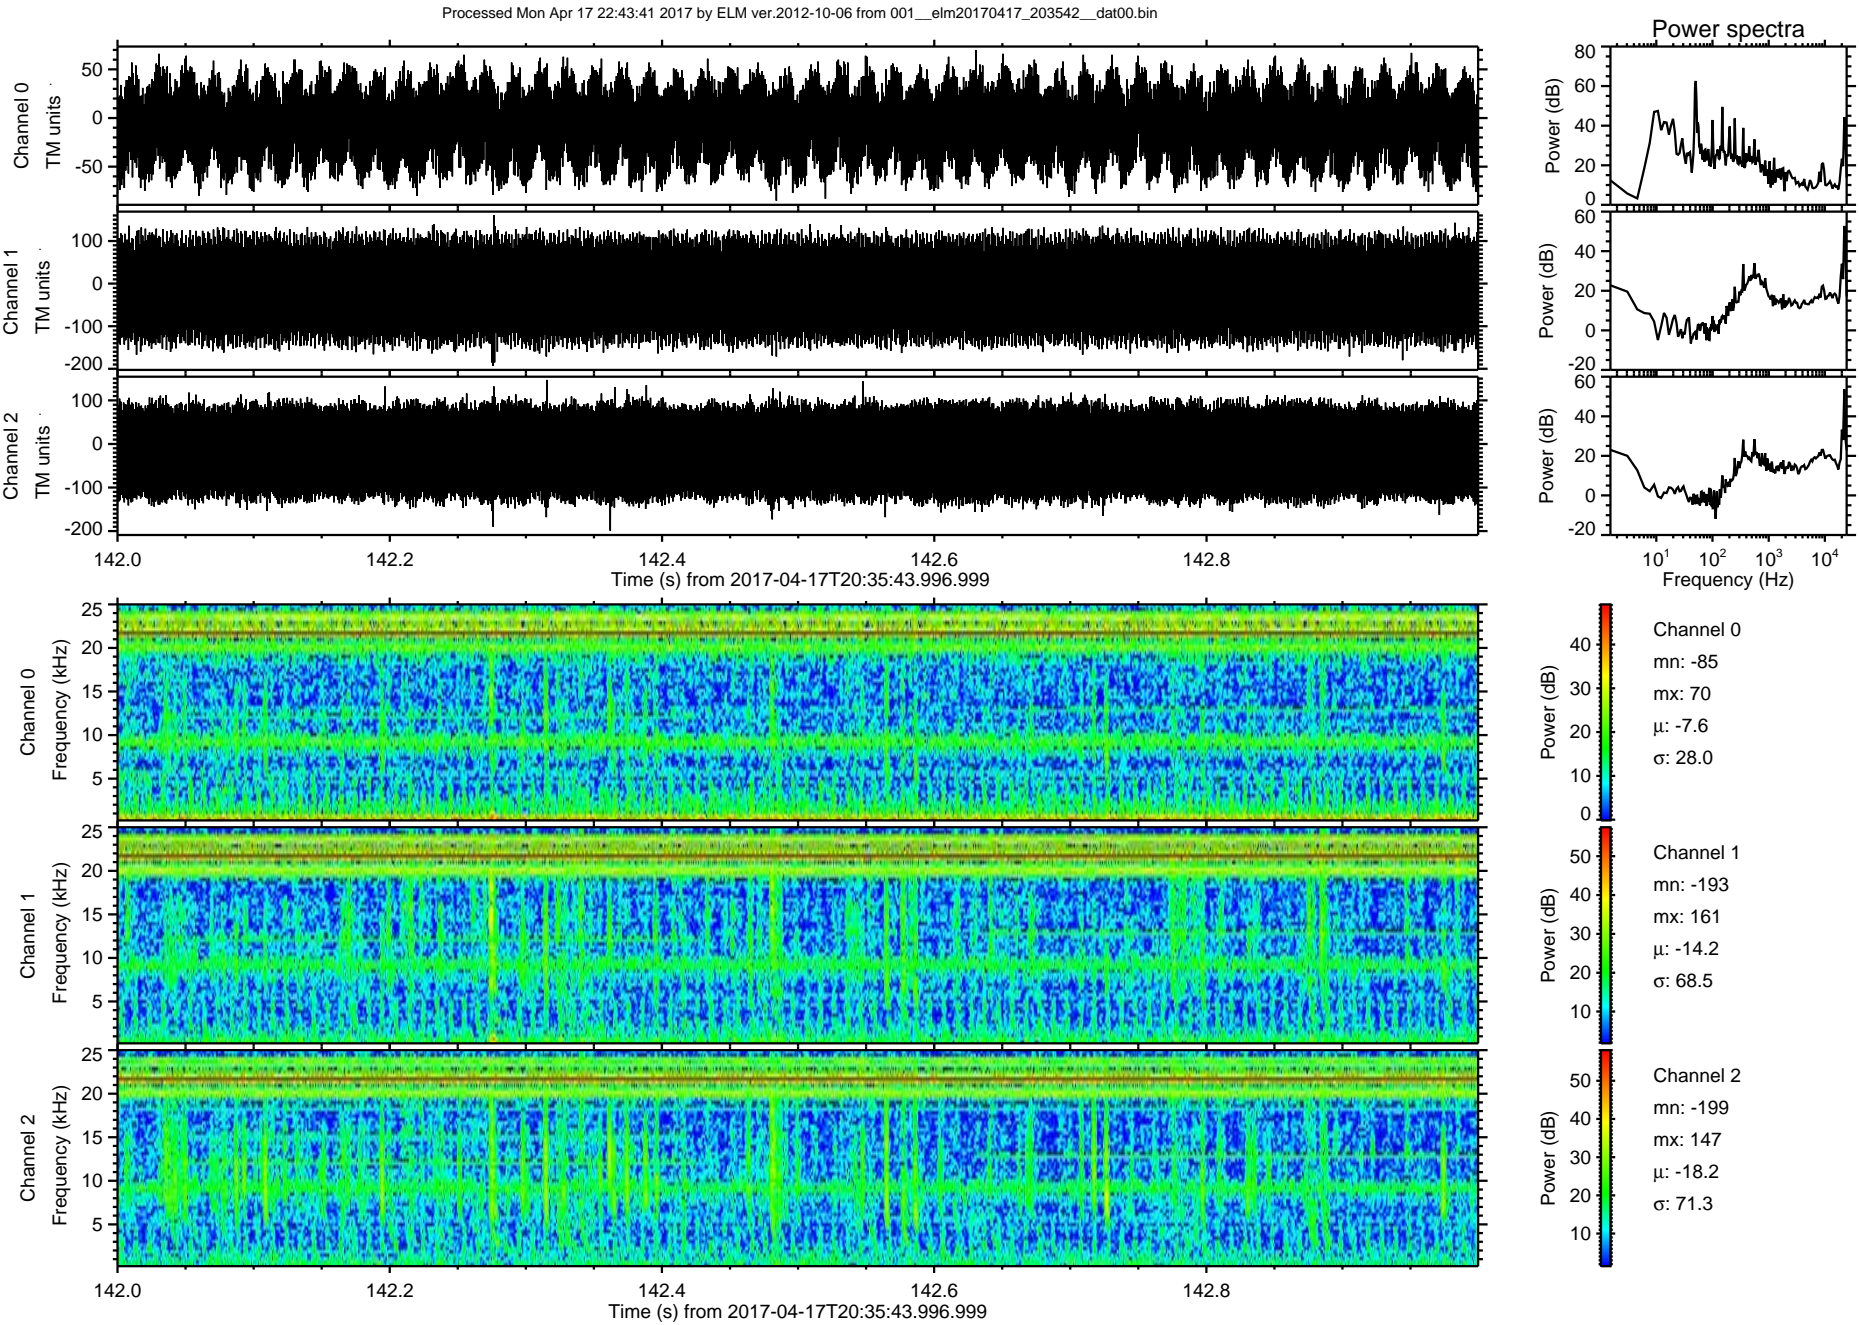 Processed Mon Apr 17 22:43:41 2017 by ELM ver.2012-10-06 from 001__elm20170417_203542__dat00.bin
Power spectra
Channel 0
TM units
50
0
-50
Power (dB)
80
60
40
20
0
Channel 1
TM units
100
0
-100
-200
Power (dB)
60
40
20
0
-20
Channel 2
TM units
100
0
-100
-200
Power (dB)
60
40
20
0
-20
142.0 142.2 142.4 142.6 142.8
Time (s) from 2017-04-17T20:35:43.996.999
10^1 10^2 10^3 10^4
Frequency (Hz)
Channel 0
Frequency (kHz)
25
20
15
10
5
Power (dB)
40
30
20
10
0
Channel 0
mn: -85
mx: 70
μ: -7.6
σ: 28.0
Channel 1
Frequency (kHz)
25
20
15
10
5
Power (dB)
50
40
30
20
10
Channel 1
mn: -193
mx: 161
μ: -14.2
σ: 68.5
Channel 2
Frequency (kHz)
25
20
15
10
5
Power (dB)
50
40
30
20
10
Channel 2
mn: -199
mx: 147
μ: -18.2
σ: 71.3
142.0 142.2 142.4 142.6 142.8
Time (s) from 2017-04-17T20:35:43.996.999